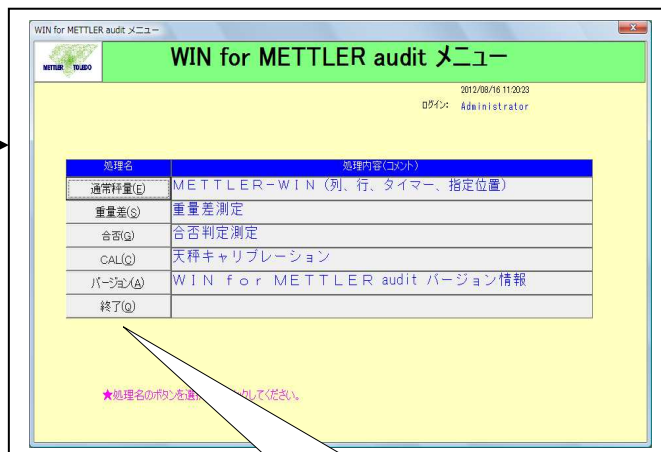 WIN for METTLER audit メニュー
METTLER TOLEDO
WIN for METTLER audit メニュー
2012/08/16 11:20:23
ログイン: Administrator
処理名 処理内容(コメント)
通常秤量(E) METTLER-WIN(列、行、タイマー、指定位置)
重量差(S) 重量差測定
合否(G) 合否判定測定
CAL(C) 天秤キャリブレーション
バージョン(A) WIN for METTLER audit バージョン情報
終了(Q)
★処理名のボタンを選 クしてください。